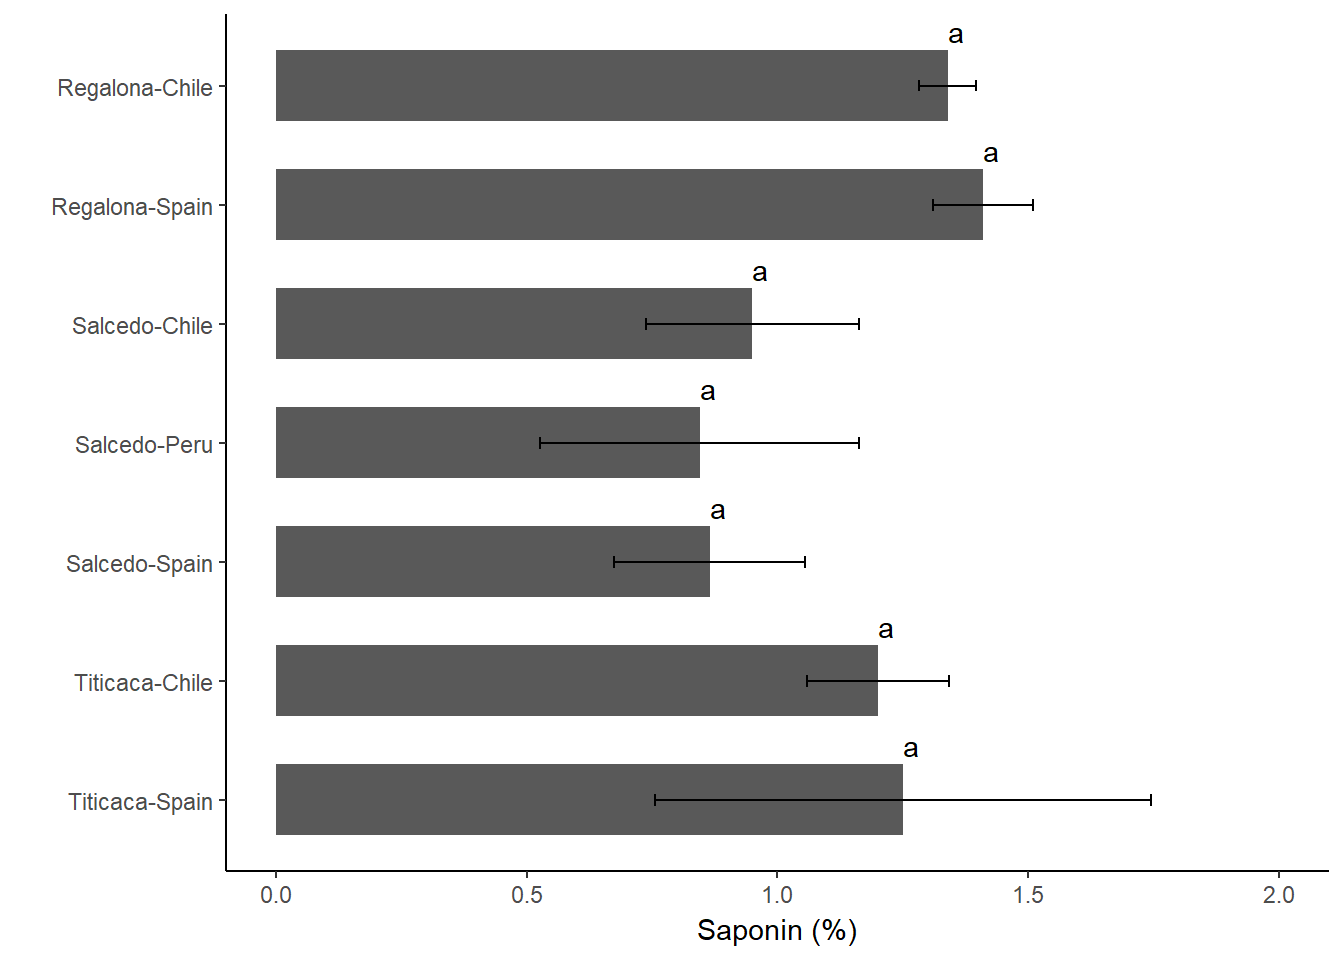 a
Regalona-Chile
a
Regalona-Spain
a
Salcedo-Chile
a
Salcedo-Peru
a
Salcedo-Spain
a
Titicaca-Chile
a
Titicaca-Spain
0.0 0.5 1.0 1.5 2.0
Saponin (%)